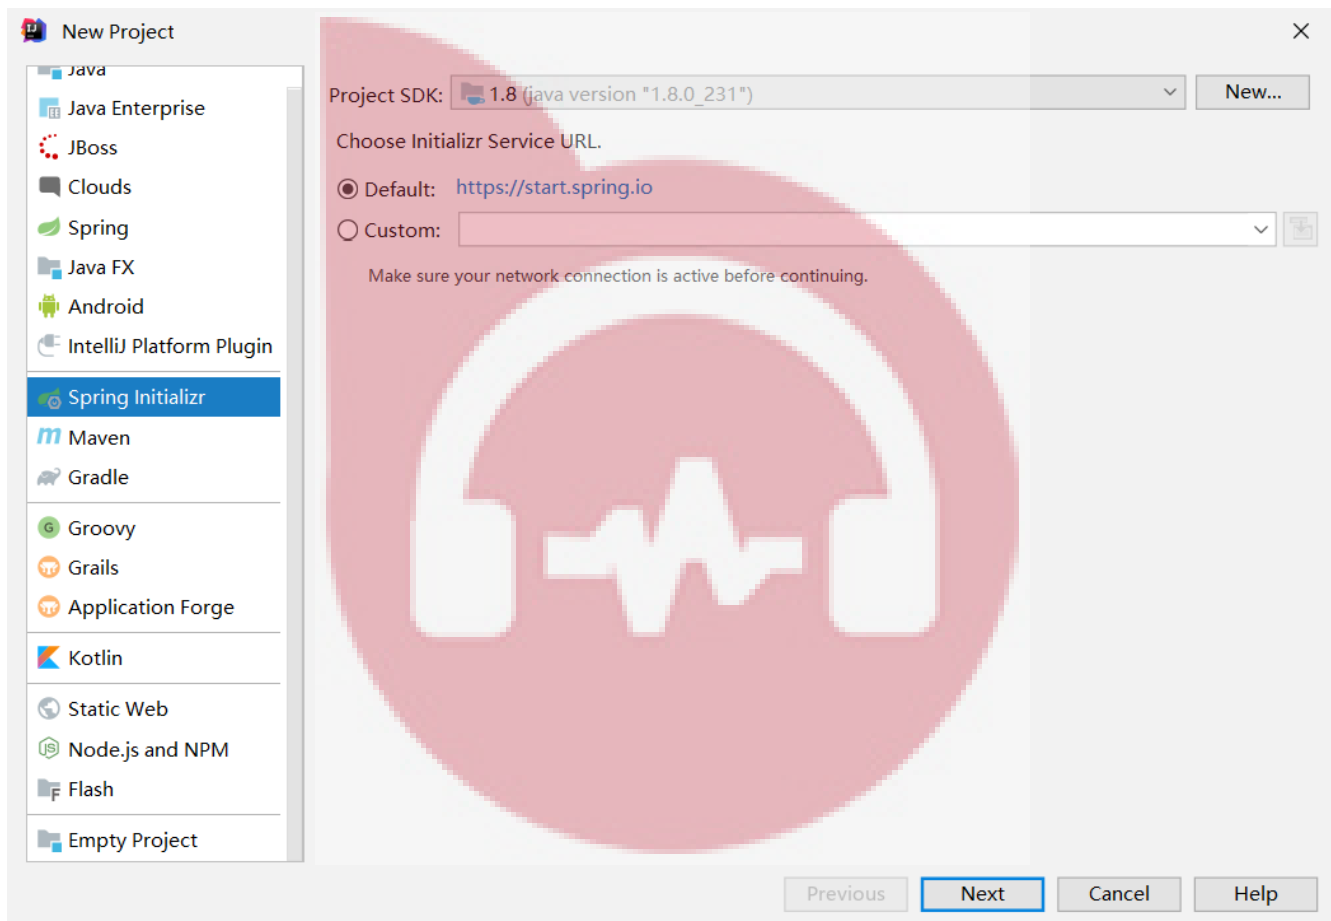 New Project
Java
Java Enterprise
JBoss
Clouds
Spring
Java FX
Android
IntelliJ Platform Plugin
Spring Initializr
Maven
Gradle
Groovy
Grails
Application Forge
Kotlin
Static Web
Node.js and NPM
Flash
Empty Project
Project SDK: 1.8 (java version "1.8.0_231") New...
Choose Initializr Service URL.
Default: https://start.spring.io
Custom:
Make sure your network connection is active before continuing.
Previous Next Cancel Help